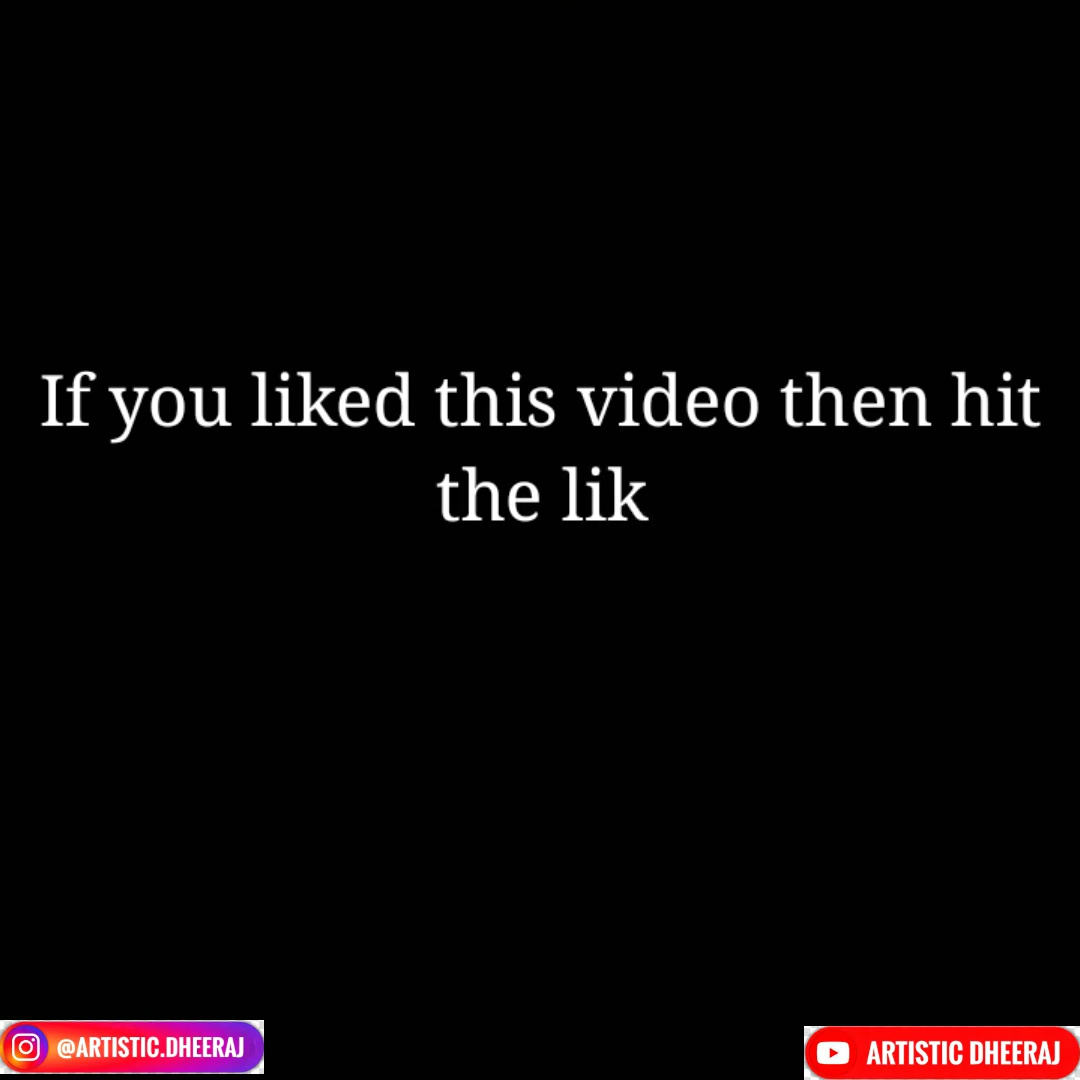 If you liked this video then hit
the lik
@ARTISTIC.DHEERAJ
ARTISTIC DHEERAJ